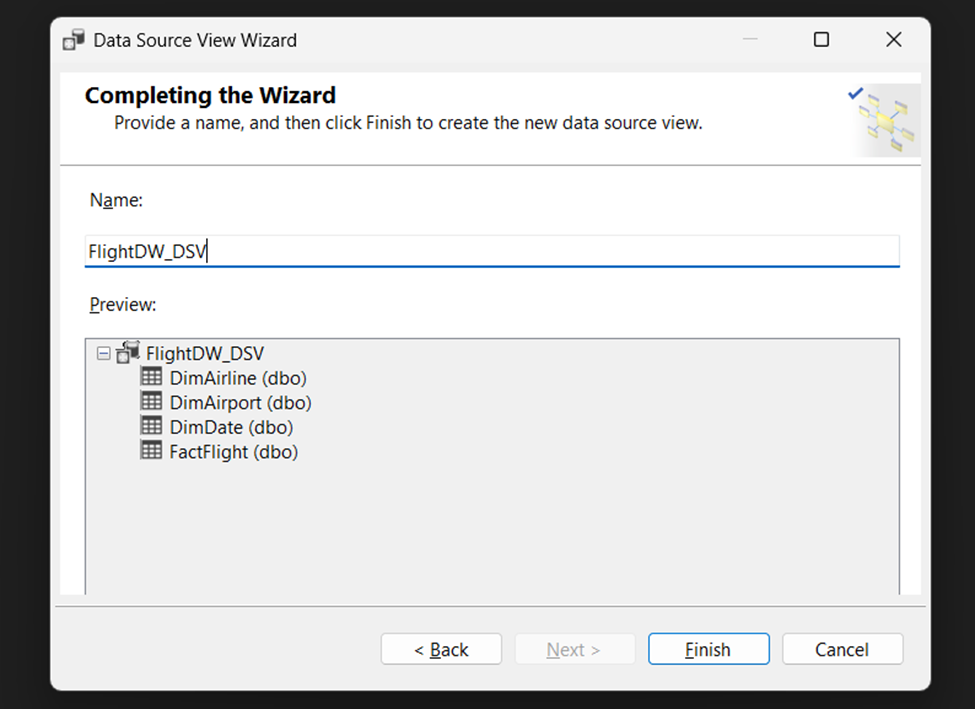 Data Source View Wizard
Completing the Wizard
Provide a name, and then click Finish to create the new data source view.
Name:
FlightDW_DSV
Preview:
FlightDW_DSV
DimAirline (dbo)
DimAirport (dbo)
DimDate (dbo)
FactFlight (dbo)
< Back
Next >
Finish
Cancel